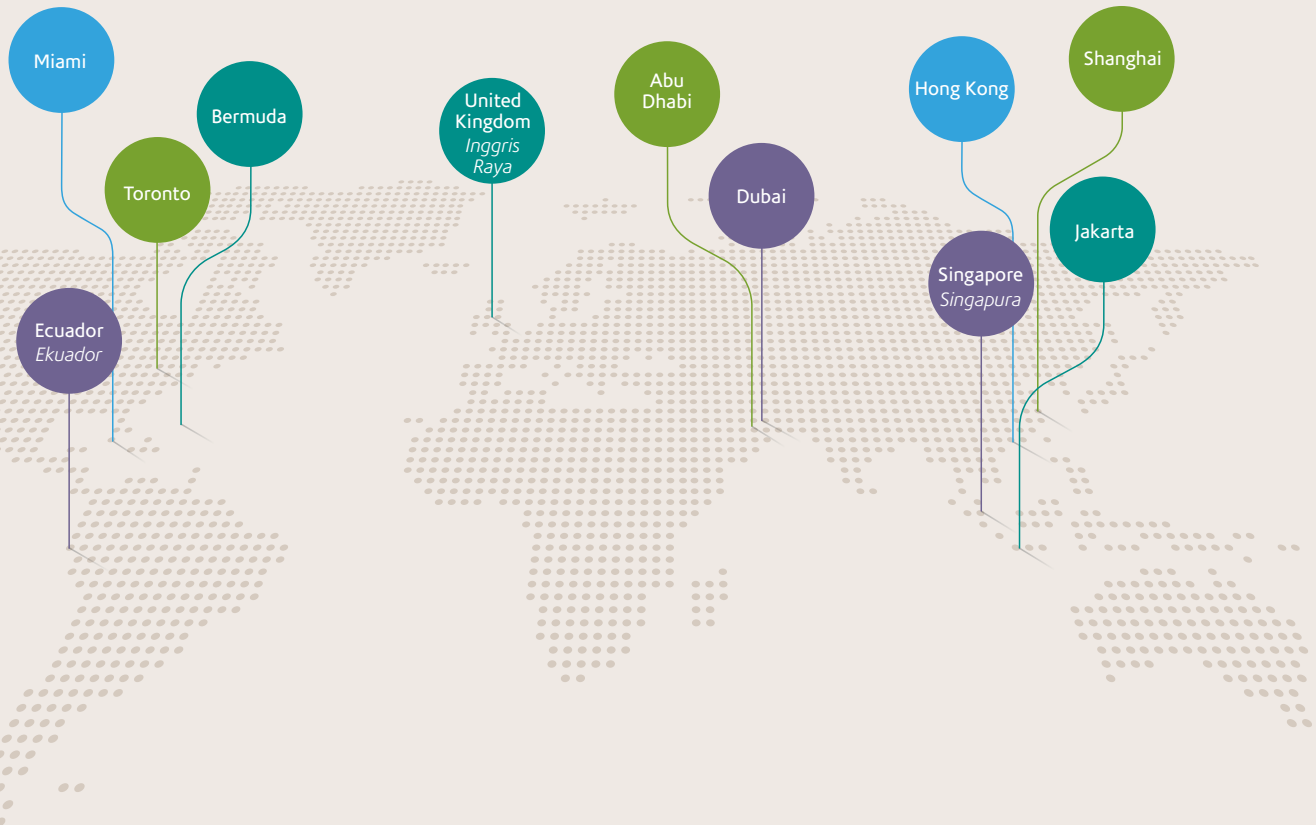 Miami
Bermuda
Toronto
Ecuador
Ekuador
United
Kingdom
Inggris
Raya
Abu
Dhabi
Dubai
Hong Kong
Shanghai
Jakarta
Singapore
Singapura